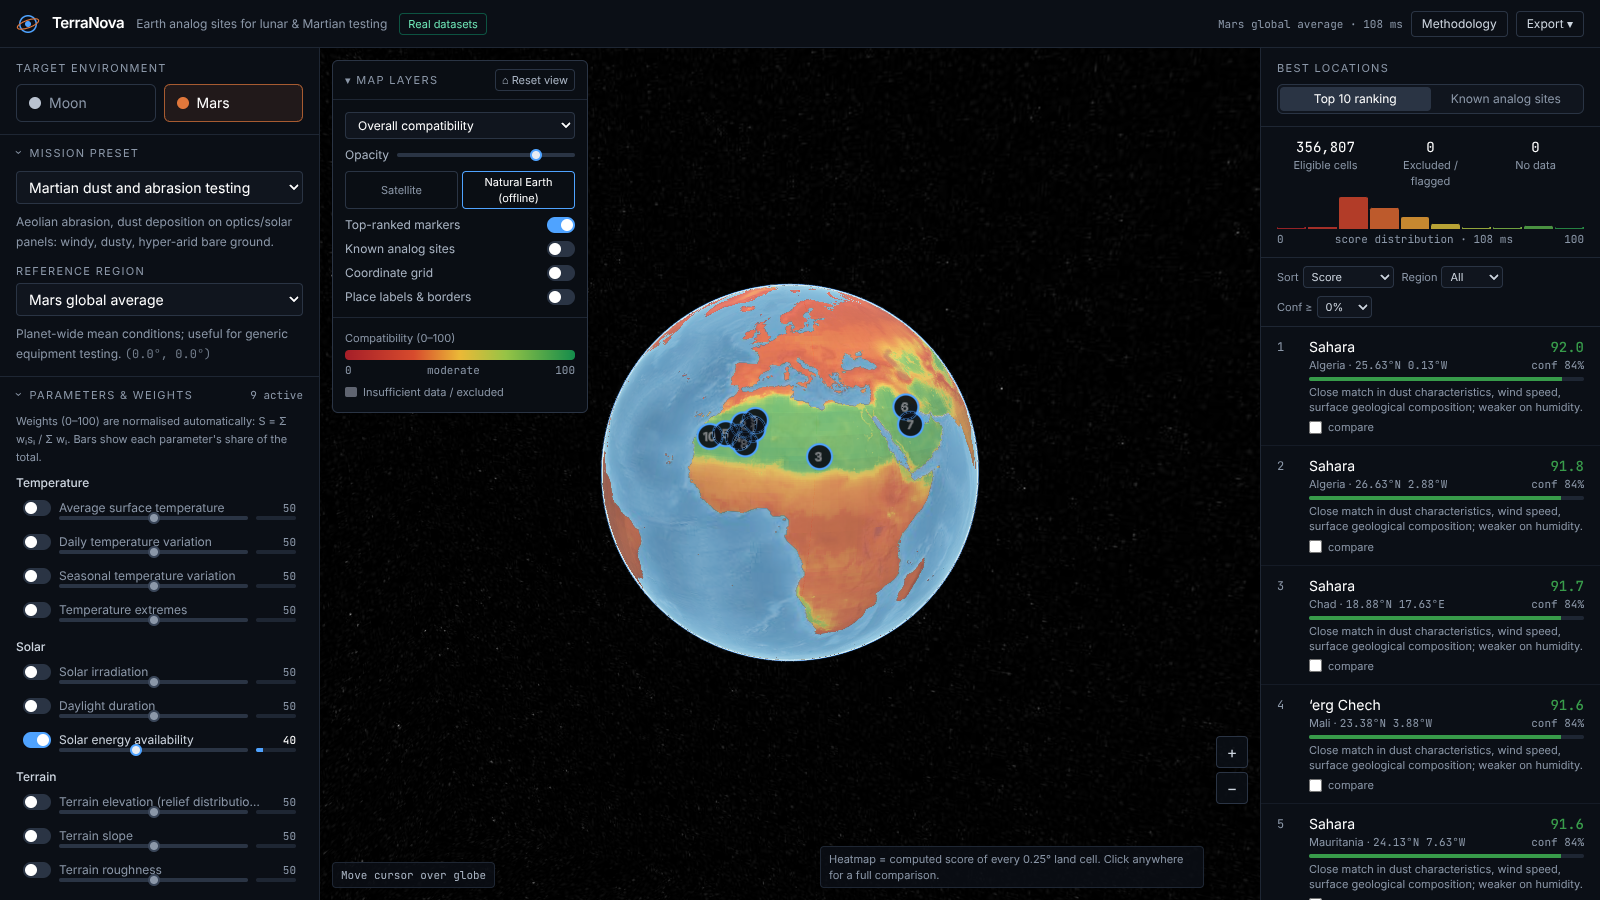 TerraNova
Earth analog sites for lunar & Martian testing
Real datasets
Mars global average · 108 ms
Methodology
Export ▾
TARGET ENVIRONMENT
Moon
Mars
MISSION PRESET
Martian dust and abrasion testing
Aeolian abrasion, dust deposition on optics/solar
panels: windy, dusty, hyper-arid bare ground.
REFERENCE REGION
Mars global average
Planet-wide mean conditions; useful for generic
equipment testing. (0.0°, 0.0°)
PARAMETERS & WEIGHTS
9 active
Weights (0–100) are normalised automatically: S = Σ
wᵢsᵢ / Σ wᵢ. Bars show each parameter's share of the
total.
Temperature
Average surface temperature 50
Daily temperature variation 50
Seasonal temperature variation 50
Temperature extremes 50
Solar
Solar irradiation 50
Daylight duration 50
Solar energy availability 40
Terrain
Terrain elevation (relief distributio... 50
Terrain slope 50
Terrain roughness 50
▾ MAP LAYERS
⌂ Reset view
Overall compatibility
Opacity
Satellite
Natural Earth
(offline)
Top-ranked markers
Known analog sites
Coordinate grid
Place labels & borders
Compatibility (0–100)
0 moderate 100
Insufficient data / excluded
10
5
8
3
6
7
Move cursor over globe
Heatmap = computed score of every 0.25° land cell. Click anywhere
for a full comparison.
+
−
BEST LOCATIONS
Top 10 ranking
Known analog sites
356,807
Eligible cells
0
Excluded /
flagged
0
No data
0 score distribution · 108 ms 100
Sort Score Region All
Conf ≥ 0%
1 Sahara 92.0
Algeria · 25.63°N 0.13°W conf 84%
Close match in dust characteristics, wind speed,
surface geological composition; weaker on humidity.
compare
2 Sahara 91.8
Algeria · 26.63°N 2.88°W conf 84%
Close match in dust characteristics, wind speed,
surface geological composition; weaker on humidity.
compare
3 Sahara 91.7
Chad · 18.88°N 17.63°E conf 84%
Close match in dust characteristics, wind speed,
surface geological composition; weaker on humidity.
compare
4 'erg Chech 91.6
Mali · 23.38°N 3.88°W conf 84%
Close match in dust characteristics, wind speed,
surface geological composition; weaker on humidity.
compare
5 Sahara 91.6
Mauritania · 24.13°N 7.63°W conf 84%
Close match in dust characteristics, wind speed,
surface geological composition; weaker on humidity.